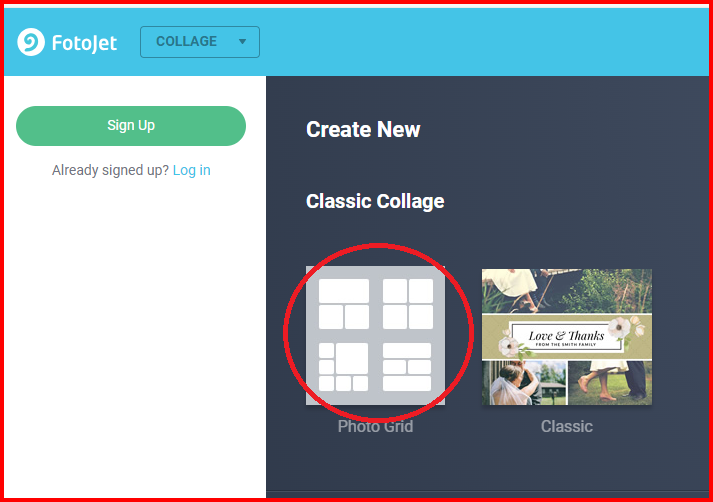 FotoJet
COLLAGE
Sign Up
Already signed up? Log in
Create New
Classic Collage
Love & Thanks
FROM THE SMITH FAMILY
Photo Grid
Classic